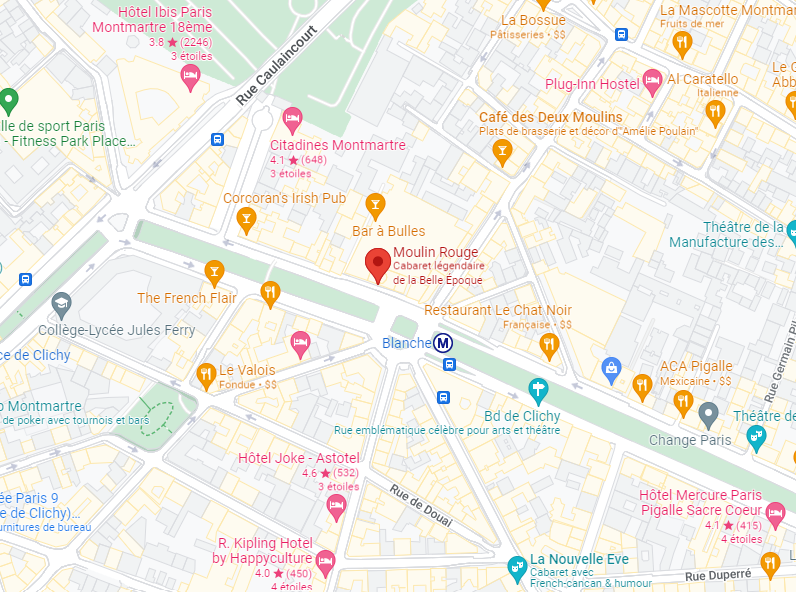 Hôtel Ibis Paris
Montmartre 18ème
3.8 ★ (2246)
3 étoiles
La Bossue
Pâtisseries • $$
La Mascotte Montmar
Fruits de mer
Rue Caulaincourt
Plug-Inn Hostel
Al Caratello
Italienne
Le C
Abb
lle de sport Paris
- Fitness Park Place...
Café des Deux Moulins
Plats de brasserie et décor d'"Amélie Poulain"
Citadines Montmartre
4.1 ★ (648)
3 étoiles
Corcoran's Irish Pub
Bar à Bulles
Théâtre de la
Manufacture des...
Moulin Rouge
Cabaret légendaire
de la Belle Époque
The French Flair
Restaurant Le Chat Noir
Française • $$
Collège-Lycée Jules Ferry
Blanche M
ce de Clichy
Rue Germain Pil
Le Valois
Fondue • $$
ACA Pigalle
Mexicaine • $$
p Montmartre
de poker avec tournois et bars
Bd de Clichy
Rue emblématique célèbre pour arts et théâtre
Théâtre de
Change Paris
Hôtel Joke - Astotel
4.6 ★ (532)
3 étoiles
Rue de Douai
Hôtel Mercure Paris
Pigalle Sacre Coeur
4.1 ★ (415)
4 étoiles
ée Paris 9
e de Clichy)...
urnitures de bureau
R. Kipling Hotel
by Happyculture
4.0 ★ (450)
4 étoiles
La Nouvelle Eve
Cabaret avec
French-cancan & humour
Rue Duperré
L